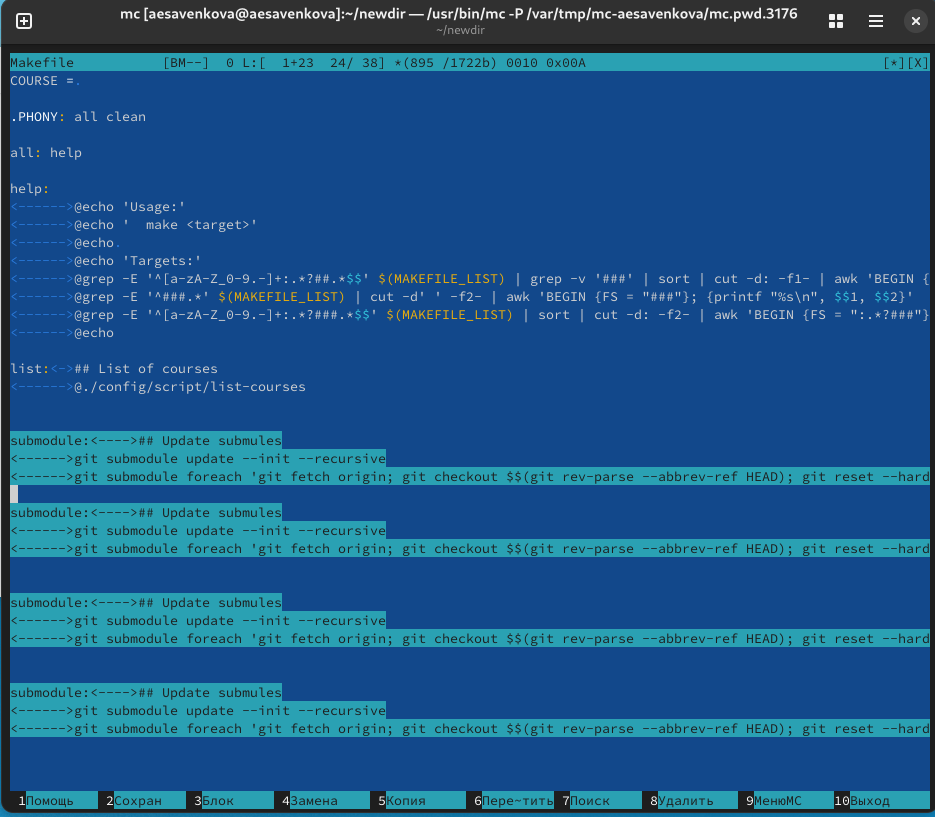 mc [aesavenkova@aesavenkova]:~/newdir — /usr/bin/mc -P /var/tmp/mc-aesavenkova/mc.pwd.3176
~/newdir
Makefile [BM--] 0 L:[ 1+23 24/ 38] *(895 /1722b) 0010 0x00A [*][X]
COURSE =.
.PHONY: all clean
all: help
help:
<------>@echo 'Usage:'
<------>@echo '  make <target>'
<------>@echo.
<------>@echo 'Targets:'
<------>@grep -E '^[a-zA-Z_0-9.-]+:.*?##.*$$' $(MAKEFILE_LIST) | grep -v '###' | sort | cut -d: -f1- | awk 'BEGIN {
<------>@grep -E '^###.*' $(MAKEFILE_LIST) | cut -d' ' -f2- | awk 'BEGIN {FS = "###"}; {printf "%s\n", $$1, $$2}'
<------>@grep -E '^[a-zA-Z_0-9.-]+:.*?###.*$$' $(MAKEFILE_LIST) | sort | cut -d: -f2- | awk 'BEGIN {FS = ":.*?###"}
<------>@echo
list:<->## List of courses
<------>@./config/script/list-courses
submodule:<---->## Update submules
<------>git submodule update --init --recursive
<------>git submodule foreach 'git fetch origin; git checkout $$(git rev-parse --abbrev-ref HEAD); git reset --hard
submodule:<---->## Update submules
<------>git submodule update --init --recursive
<------>git submodule foreach 'git fetch origin; git checkout $$(git rev-parse --abbrev-ref HEAD); git reset --hard
submodule:<---->## Update submules
<------>git submodule update --init --recursive
<------>git submodule foreach 'git fetch origin; git checkout $$(git rev-parse --abbrev-ref HEAD); git reset --hard
submodule:<---->## Update submules
<------>git submodule update --init --recursive
<------>git submodule foreach 'git fetch origin; git checkout $$(git rev-parse --abbrev-ref HEAD); git reset --hard
1Помощь 2Сохран 3Блок 4Замена 5Копия 6Пере~тить 7Поиск 8Удалить 9МенюMC 10Выход